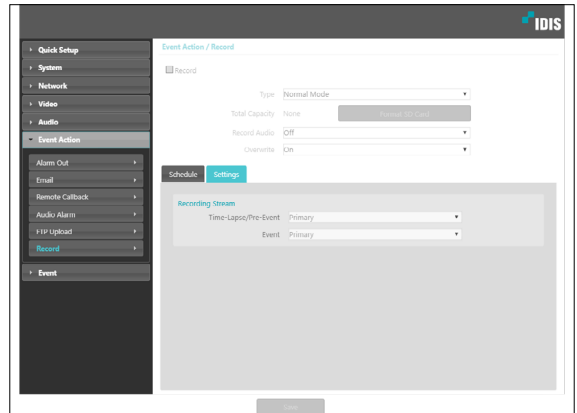 IDIS
Quick Setup
System
Network
Video
Audio
Event Action
Alarm Out
Email
Remote Callback
Audio Alarm
FTP Upload
Record
Event
Event Action / Record
Record
Type Normal Mode
Total Capacity None Format SD Card
Record Audio Off
Overwrite On
Schedule Settings
Recording Stream
Time-Lapse/Pre-Event Primary
Event Primary
Save